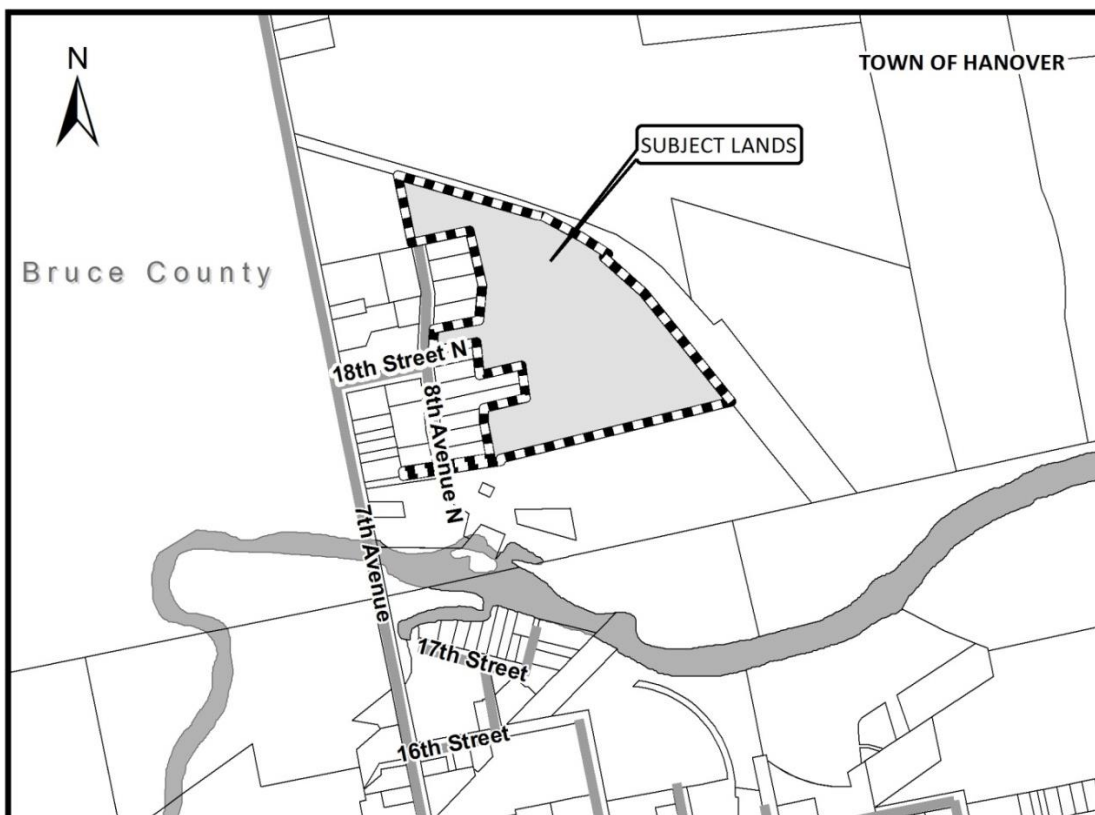 N
TOWN OF HANOVER
SUBJECT LANDS
Bruce County
18th Street N
8th Avenue N
7th Avenue
17th Street
16th Street